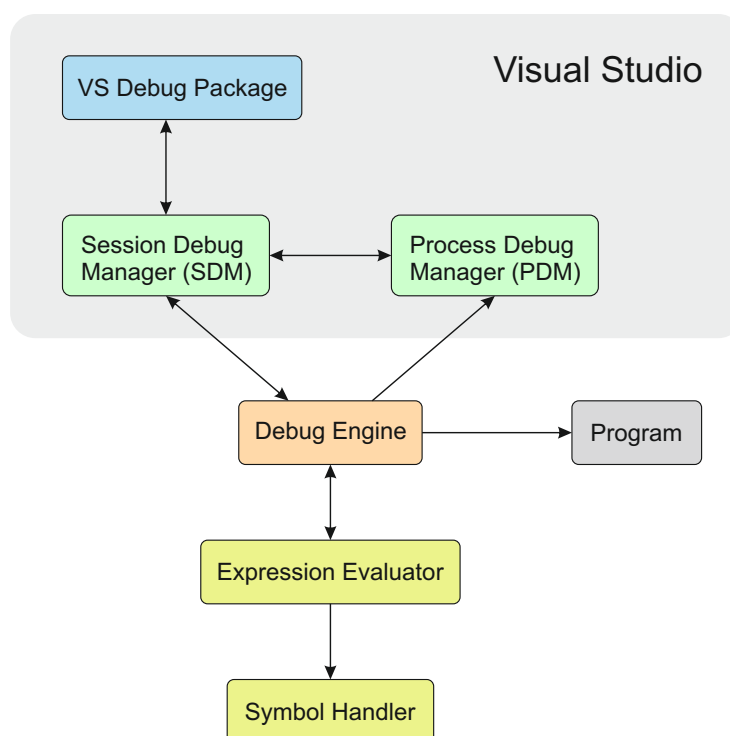 Visual Studio
VS Debug Package
Session Debug
Manager (SDM)
Process Debug
Manager (PDM)
Debug Engine
Program
Expression Evaluator
Symbol Handler